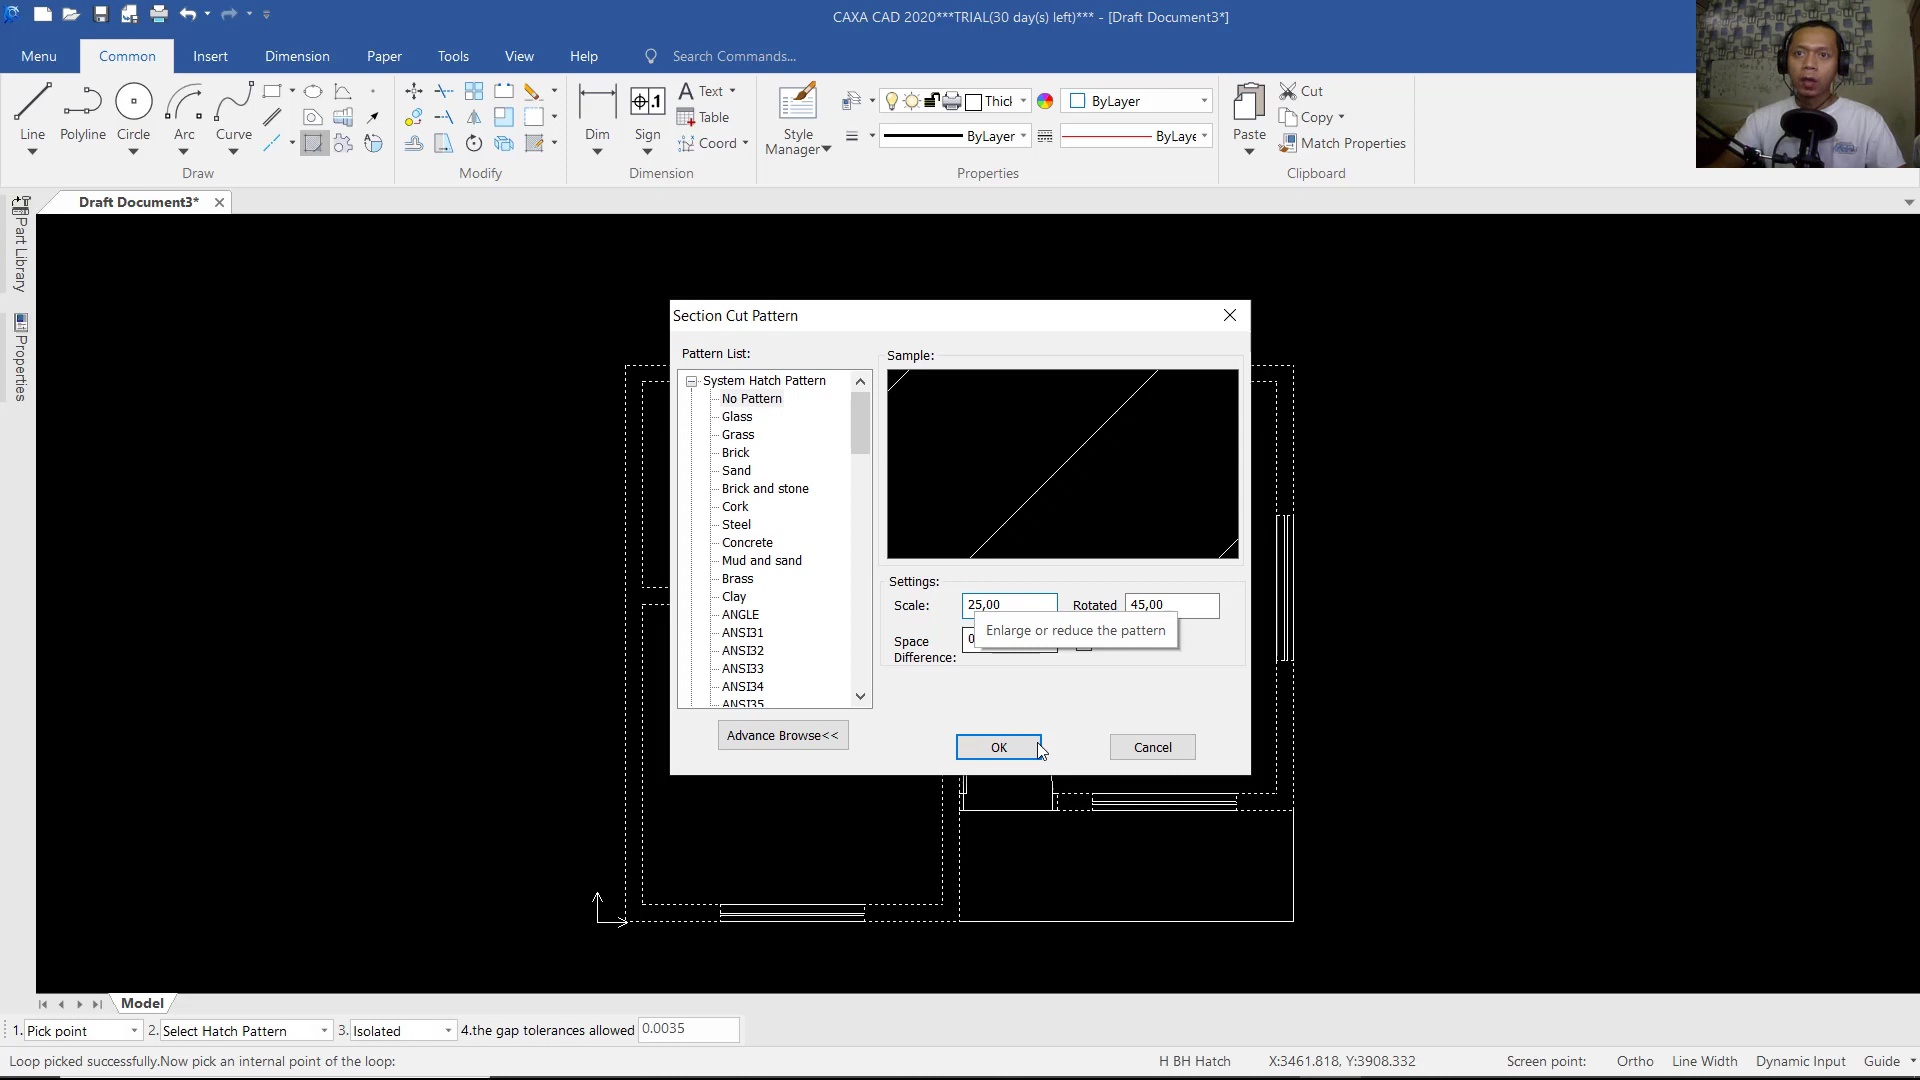 CAXA CAD 2020***TRIAL(30 day(s) left)*** - [Draft Document3*]
Menu
Common
Insert
Dimension
Paper
Tools
View
Help
Search Commands...
Line
Polyline
Circle
Arc
Curve
Draw
Modify
Dim
Sign
Text
Table
Coord
Dimension
Style
Manager
Thick
ByLayer
ByLayer
ByLaye
Properties
Paste
Cut
Copy
Match Properties
Clipboard
Draft Document3*
Part Library
Properties
Section Cut Pattern
Pattern List:
System Hatch Pattern
No Pattern
Glass
Grass
Brick
Sand
Brick and stone
Cork
Steel
Concrete
Mud and sand
Brass
Clay
ANGLE
ANSI31
ANSI32
ANSI33
ANSI34
ANSI35
Advance Browse<<
Sample:
Settings:
Scale:
25,00
Rotated
45,00
Enlarge or reduce the pattern
Space
Difference:
0
OK
Cancel
Model
1. Pick point
2. Select Hatch Pattern
3. Isolated
4.the gap tolerances allowed
0.0035
Loop picked successfully.Now pick an internal point of the loop:
H BH Hatch
X:3461.818, Y:3908.332
Screen point:
Ortho
Line Width
Dynamic Input
Guide